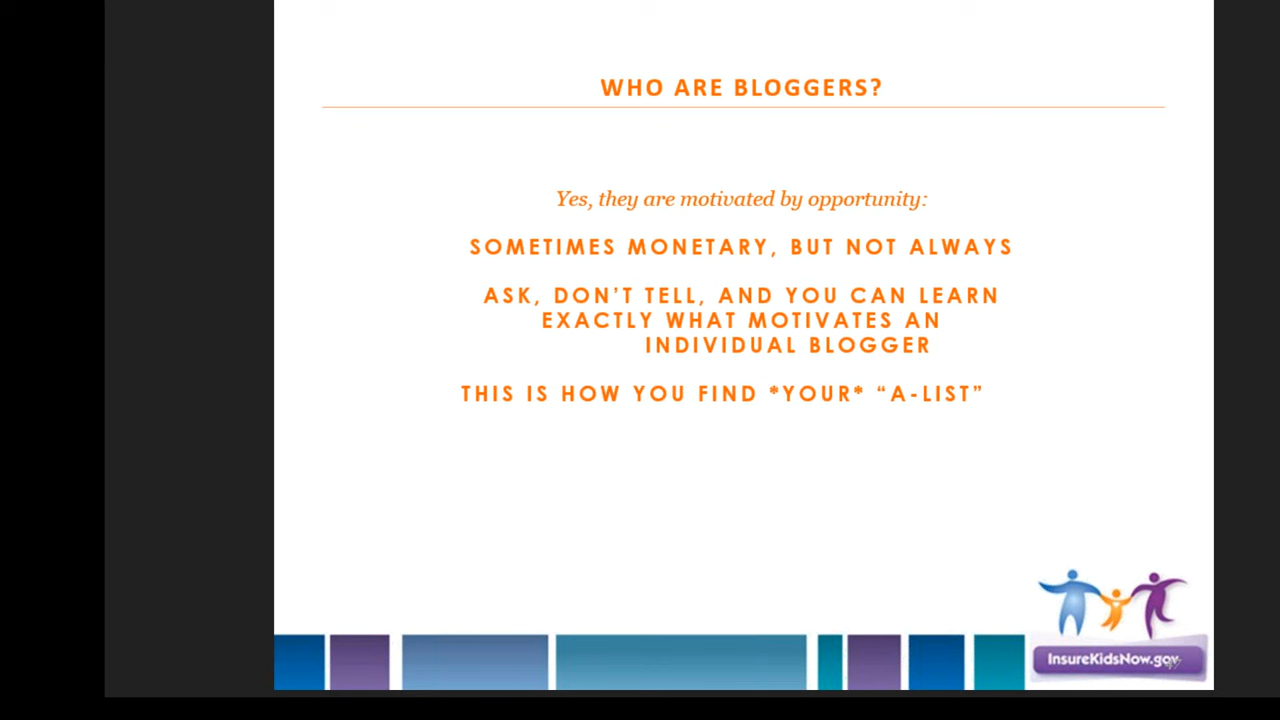 WHO ARE BLOGGERS?
Yes, they are motivated by opportunity:
SOMETIMES MONETARY, BUT NOT ALWAYS
ASK, DON’T TELL, AND YOU CAN LEARN
EXACTLY WHAT MOTIVATES AN
INDIVIDUAL BLOGGER
THIS IS HOW YOU FIND *YOUR* “A-LIST”
InsureKidsNow.gov